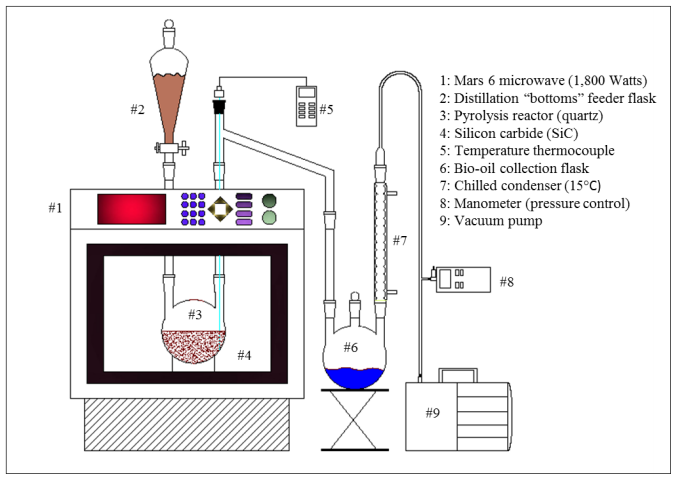 1: Mars 6 microwave (1,800 Watts)
2: Distillation “bottoms” feeder flask
3: Pyrolysis reactor (quartz)
4: Silicon carbide (SiC)
5: Temperature thermocouple
6: Bio-oil collection flask
7: Chilled condenser (15℃)
8: Manometer (pressure control)
9: Vacuum pump
#2
#5
#1
#7
#8
#3
#4
#6
#9